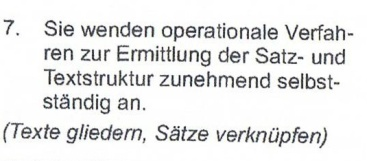 7. Sie wenden operationale Verfah-
ren zur Ermittlung der Satz- und
Textstruktur zunehmend selbst-
ständig an.
(Texte gliedern, Sätze verknüpfen)